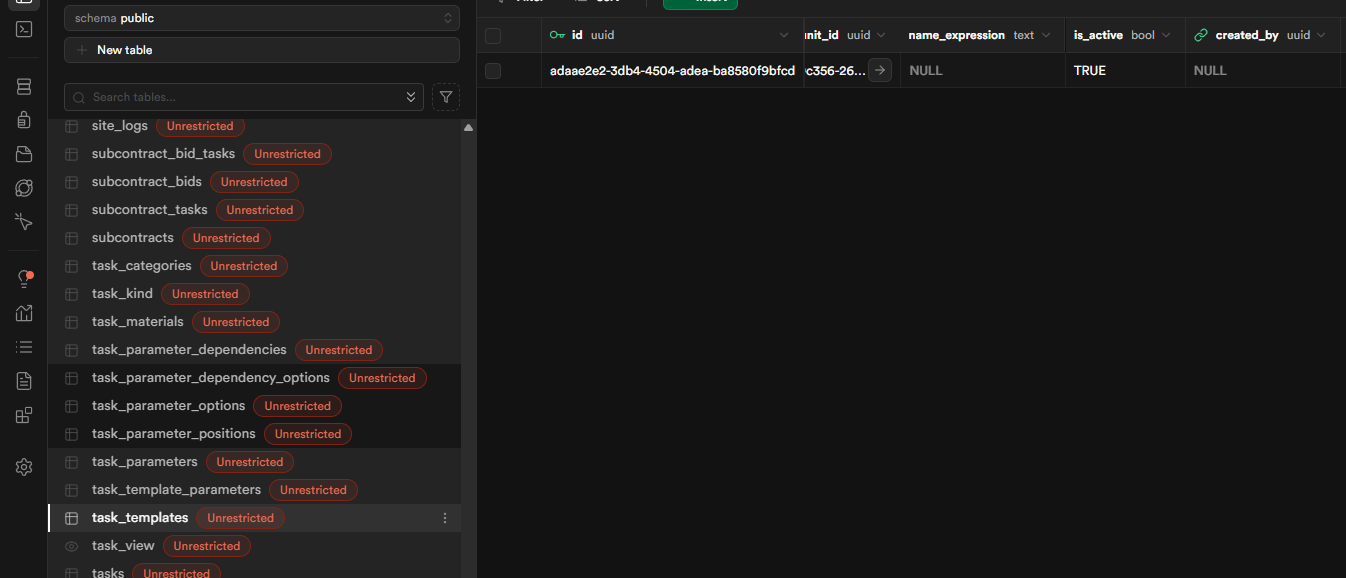 schema public
New table
Search tables...
site_logs Unrestricted
subcontract_bid_tasks Unrestricted
subcontract_bids Unrestricted
subcontract_tasks Unrestricted
subcontracts Unrestricted
task_categories Unrestricted
task_kind Unrestricted
task_materials Unrestricted
task_parameter_dependencies Unrestricted
task_parameter_dependency_options Unrestricted
task_parameter_options Unrestricted
task_parameter_positions Unrestricted
task_parameters Unrestricted
task_template_parameters Unrestricted
task_templates Unrestricted
task_view Unrestricted
tasks Unrestricted
id uuid unit_id uuid name_expression text is_active bool created_by uuid
adaae2e2-3db4-4504-adea-ba8580f9bfcd c356-26... NULL TRUE NULL